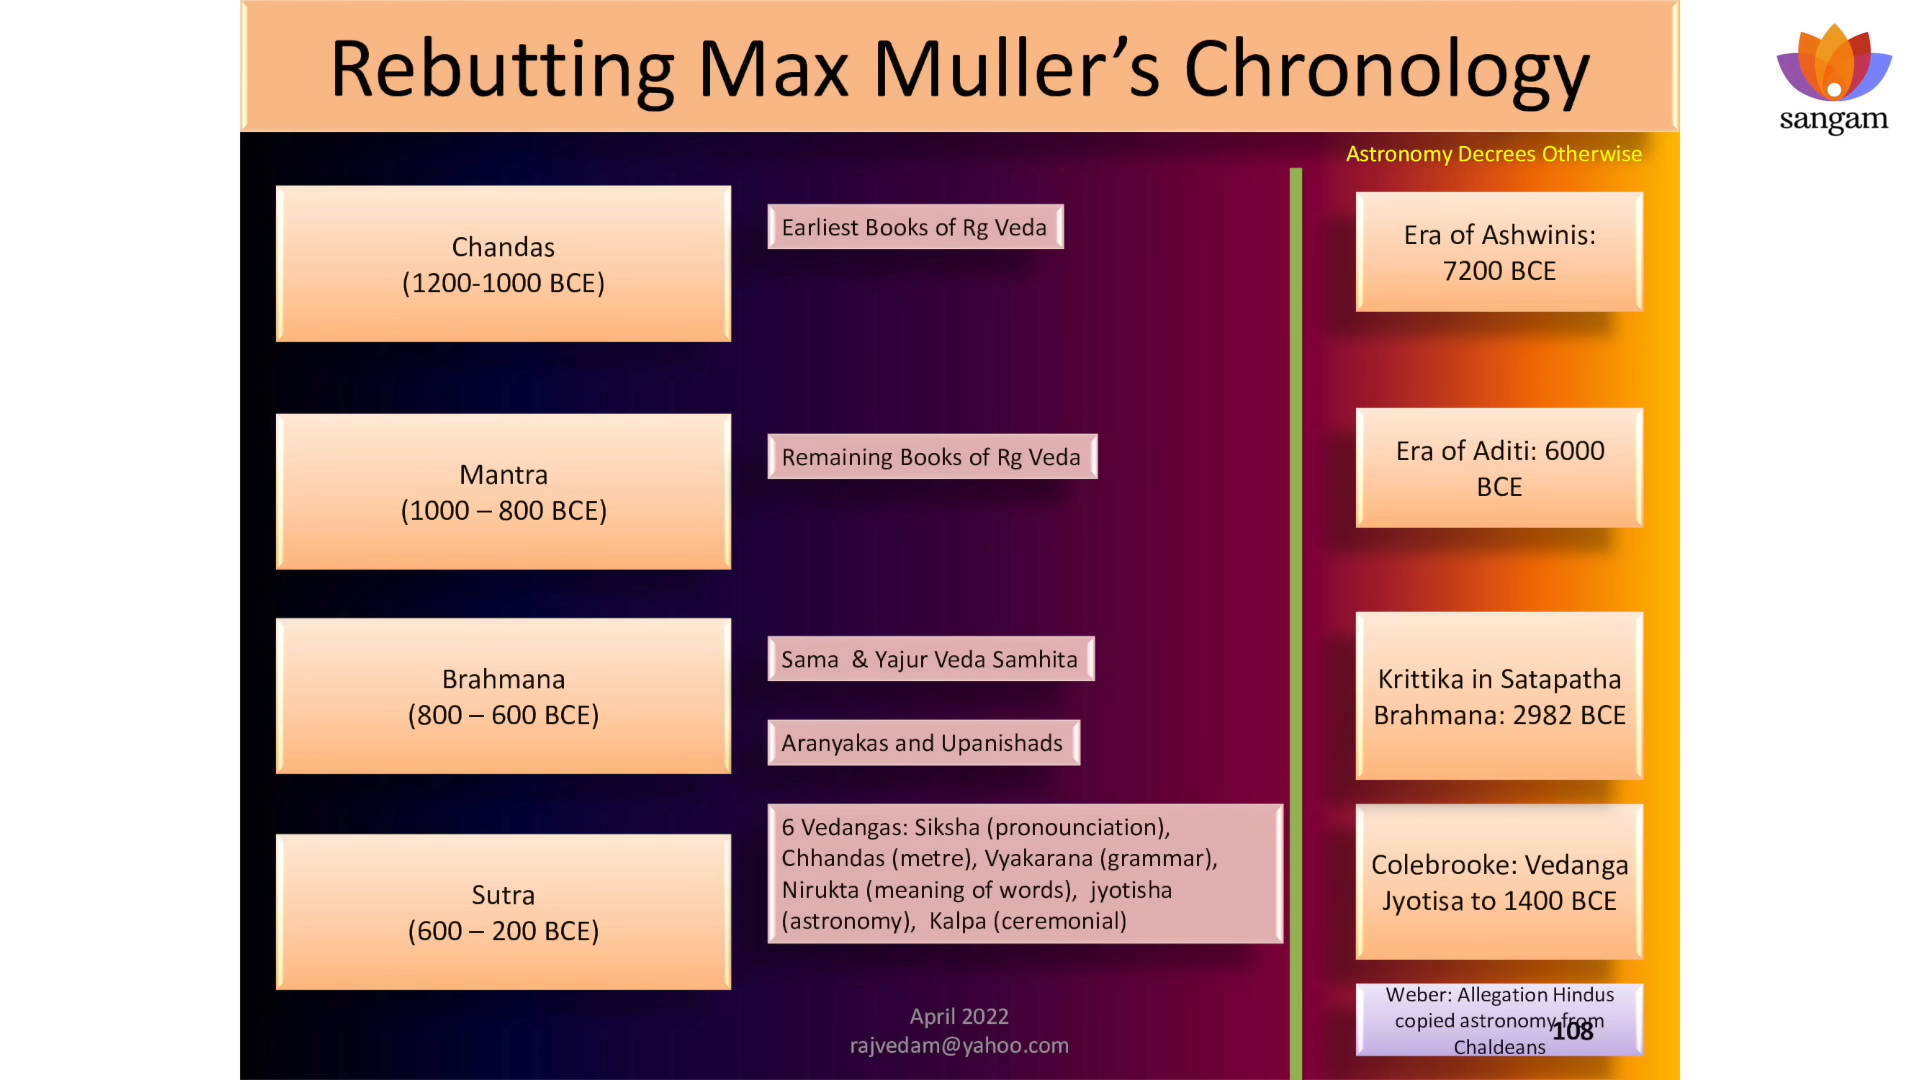 Rebutting Max Muller’s Chronology
sangam
Astronomy Decrees Otherwise
Chandas
(1200-1000 BCE)
Earliest Books of Rg Veda
Era of Ashwinis:
7200 BCE
Mantra
(1000 – 800 BCE)
Remaining Books of Rg Veda
Era of Aditi: 6000
BCE
Brahmana
(800 – 600 BCE)
Sama & Yajur Veda Samhita
Aranyakas and Upanishads
Krittika in Satapatha
Brahmana: 2982 BCE
Sutra
(600 – 200 BCE)
6 Vedangas: Siksha (pronounciation),
Chhandas (metre), Vyakarana (grammar),
Nirukta (meaning of words), jyotisha
(astronomy), Kalpa (ceremonial)
Colebrooke: Vedanga
Jyotisa to 1400 BCE
Weber: Allegation Hindus
copied astronomy from
Chaldeans
108
April 2022
rajvedam@yahoo.com